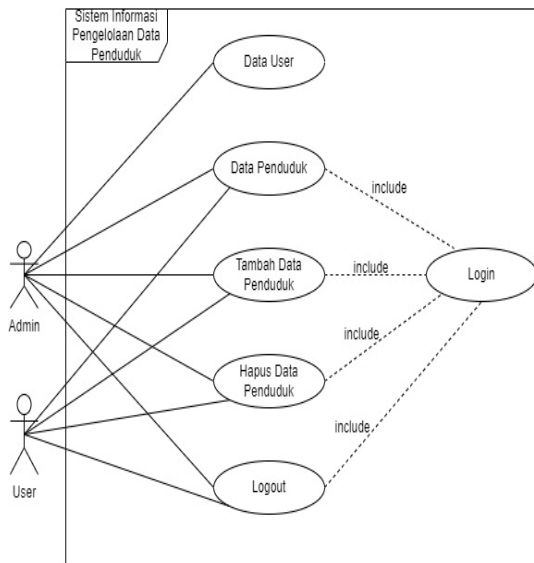 Sistem Informasi
Pengelolaan Data
Penduduk
Data User
Data Penduduk
include
Tambah Data
Penduduk
include
Login
Admin
Hapus Data
Penduduk
include
User
Logout
include